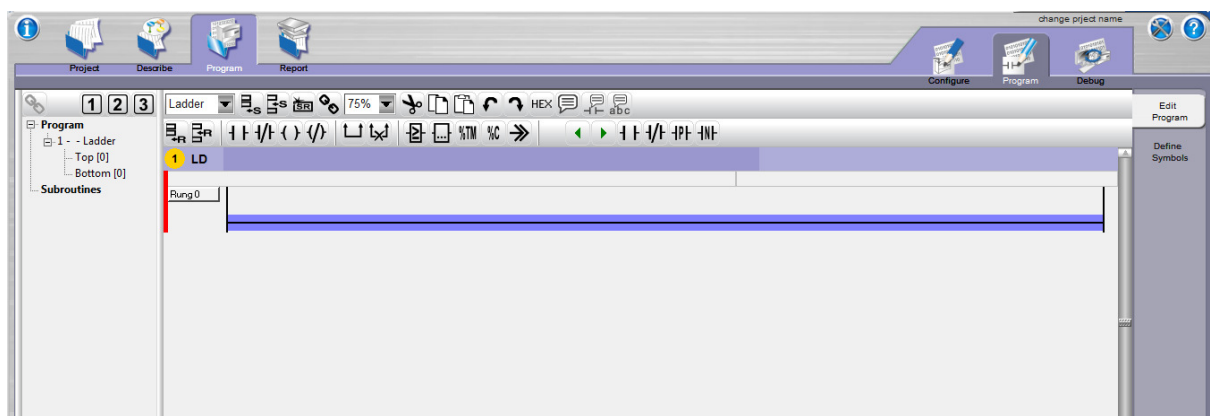 change prject name
Project
Describe
Program
Report
Configure
Program
Debug
1 2 3
Ladder
75%
HEX
abc
Edit
Program
Define
Symbols
Program
1 - - Ladder
Top [0]
Bottom [0]
Subroutines
%TM %C
1 LD
Rung 0